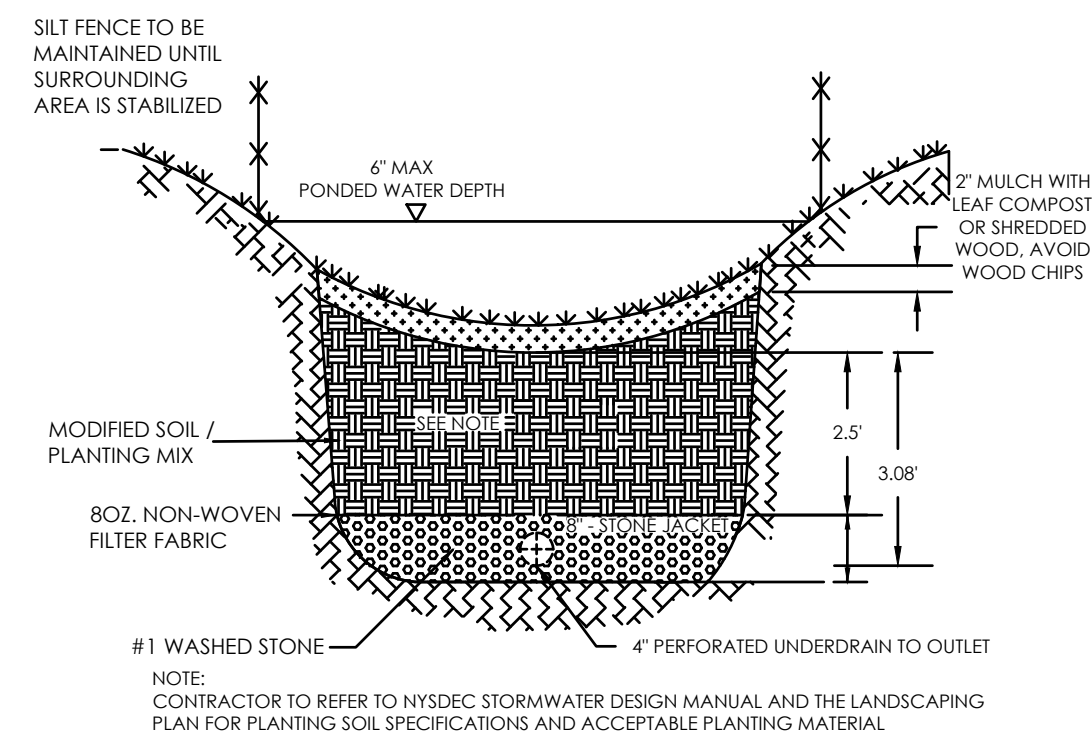 SILT FENCE TO BE
MAINTAINED UNTIL
SURROUNDING
AREA IS STABILIZED
6" MAX
PONDED WATER DEPTH
2" MULCH WITH
LEAF COMPOST
OR SHREDDED
WOOD, AVOID
WOOD CHIPS
SEE NOTE
MODIFIED SOIL /
PLANTING MIX
2.5'
3.08'
8OZ. NON-WOVEN
FILTER FABRIC
8" - STONE JACKET
#1 WASHED STONE
4" PERFORATED UNDERDRAIN TO OUTLET
NOTE:
CONTRACTOR TO REFER TO NYSDEC STORMWATER DESIGN MANUAL AND THE LANDSCAPING
PLAN FOR PLANTING SOIL SPECIFICATIONS AND ACCEPTABLE PLANTING MATERIAL